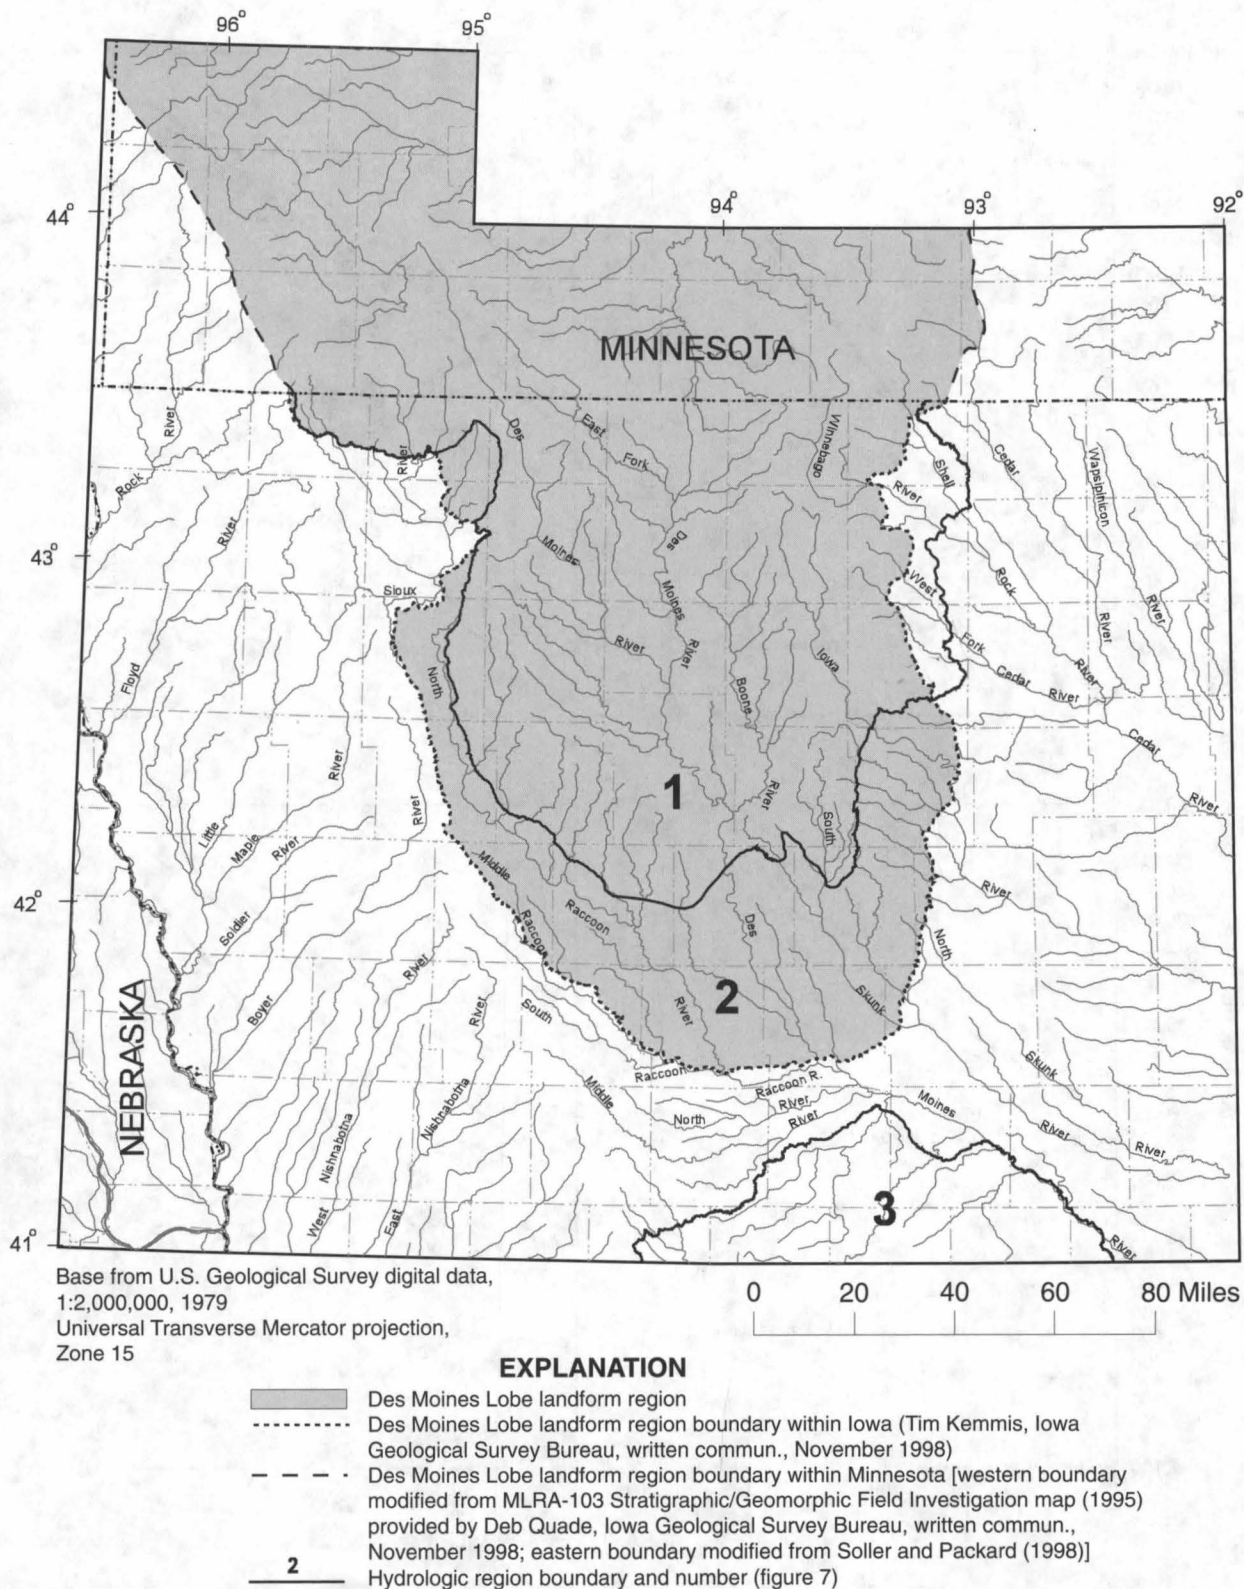 96°
95°
94°
93°
92°
44°
43°
42°
41°
MINNESOTA
NEBRASKA
River
Rock
River
River
Des
East
Fork
Winnebago
Shell
River
Cedar
Wapsipinicon
Moines
Des
Moines
River
River
Boone
Iowa
West
Rock
River
River
River
Fork
Cedar
River
Cedar
River
Sioux
North
Floyd
River
River
Little
Maple
River
Soldier
Boyer
River
1
River
South
Middle
Raccoon
Raccoon
Des
River
2
Skunk
River
North
South
River
Nishnabotna
Nishnabotna
West
East
Middle
Raccoon
Raccoon R.
River
North
River
Moines
Skunk
River
River
3
River
Base from U.S. Geological Survey digital data,
1:2,000,000, 1979
Universal Transverse Mercator projection,
Zone 15
0 20 40 60 80 Miles
EXPLANATION
Des Moines Lobe landform region
Des Moines Lobe landform region boundary within Iowa (Tim Kemmis, Iowa
Geological Survey Bureau, written commun., November 1998)
Des Moines Lobe landform region boundary within Minnesota [western boundary
modified from MLRA-103 Stratigraphic/Geomorphic Field Investigation map (1995)
provided by Deb Quade, Iowa Geological Survey Bureau, written commun.,
November 1998; eastern boundary modified from Soller and Packard (1998)]
2
Hydrologic region boundary and number (figure 7)